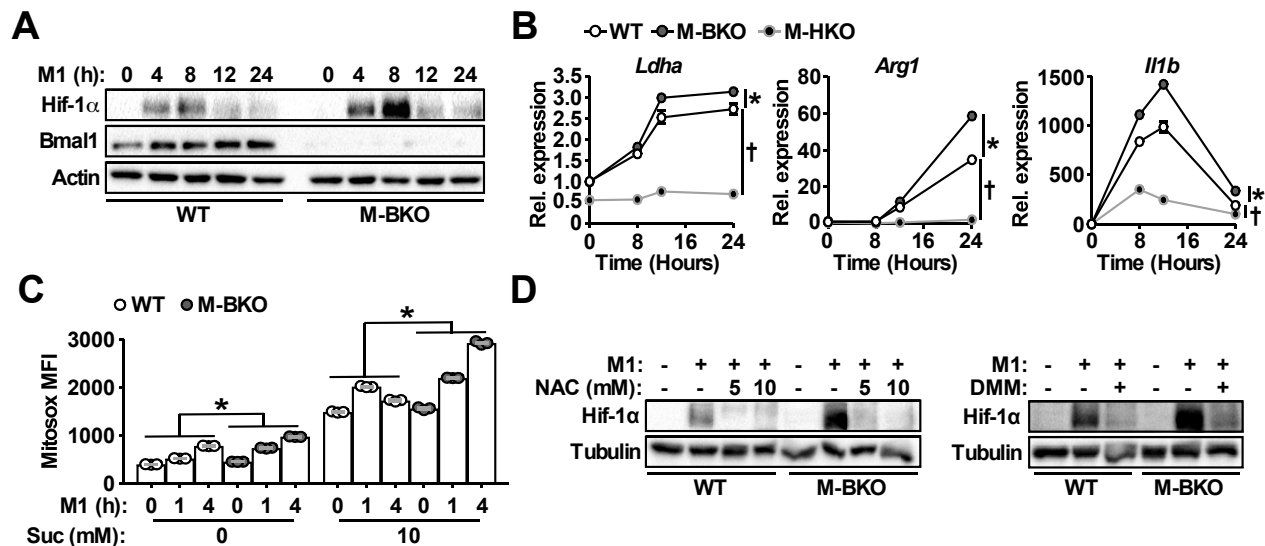 A
M1 (h): 0 4 8 12 24 0 4 8 12 24
Hif-1α
Bmal1
Actin
WT M-BKO
B
WT M-BKO M-HKO
Ldha Arg1 Il1b
Rel. expression
3.5
3.0
2.5
2.0
1.5
1.0
0.5
0
*
†
0 8 16 24
Time (Hours)
Rel. expression
80
60
40
20
0
*
†
0 8 16 24
Time (Hours)
Rel. expression
1500
1000
500
0
*
†
0 8 16 24
Time (Hours)
C
WT M-BKO
Mitosox MFI
3000
2000
1000
0
* *
M1 (h): 0 1 4 0 1 4 0 1 4 0 1 4
Suc (mM): 0 10
D
M1: - + + + - + + +
NAC (mM): - - 5 10 - - 5 10
Hif-1α
Tubulin
WT M-BKO
M1: - + + - + +
DMM: - - + - - +
Hif-1α
Tubulin
WT M-BKO